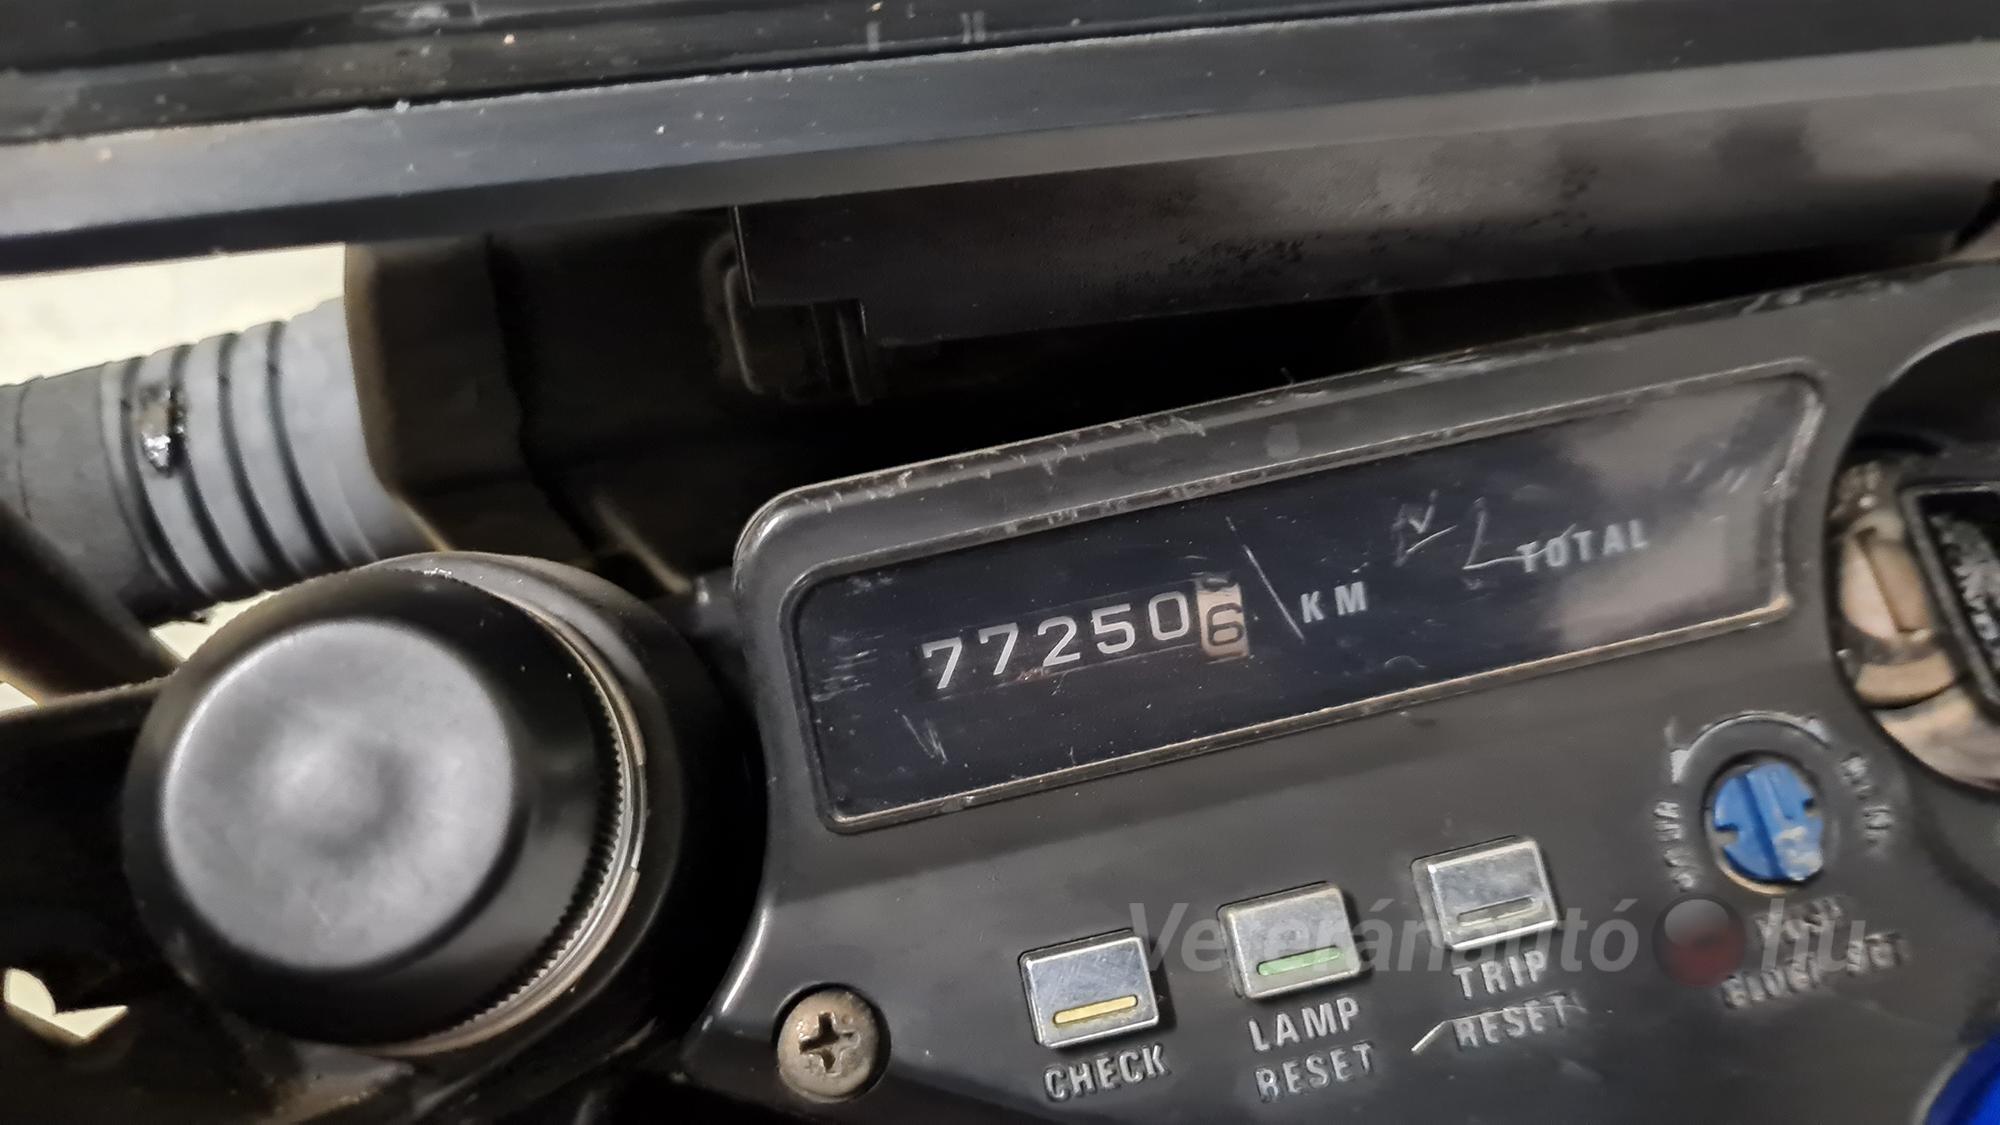 772506 KM TOTAL
CHECK
LAMP
RESET
TRIP
RESET
Veteránautó.hu